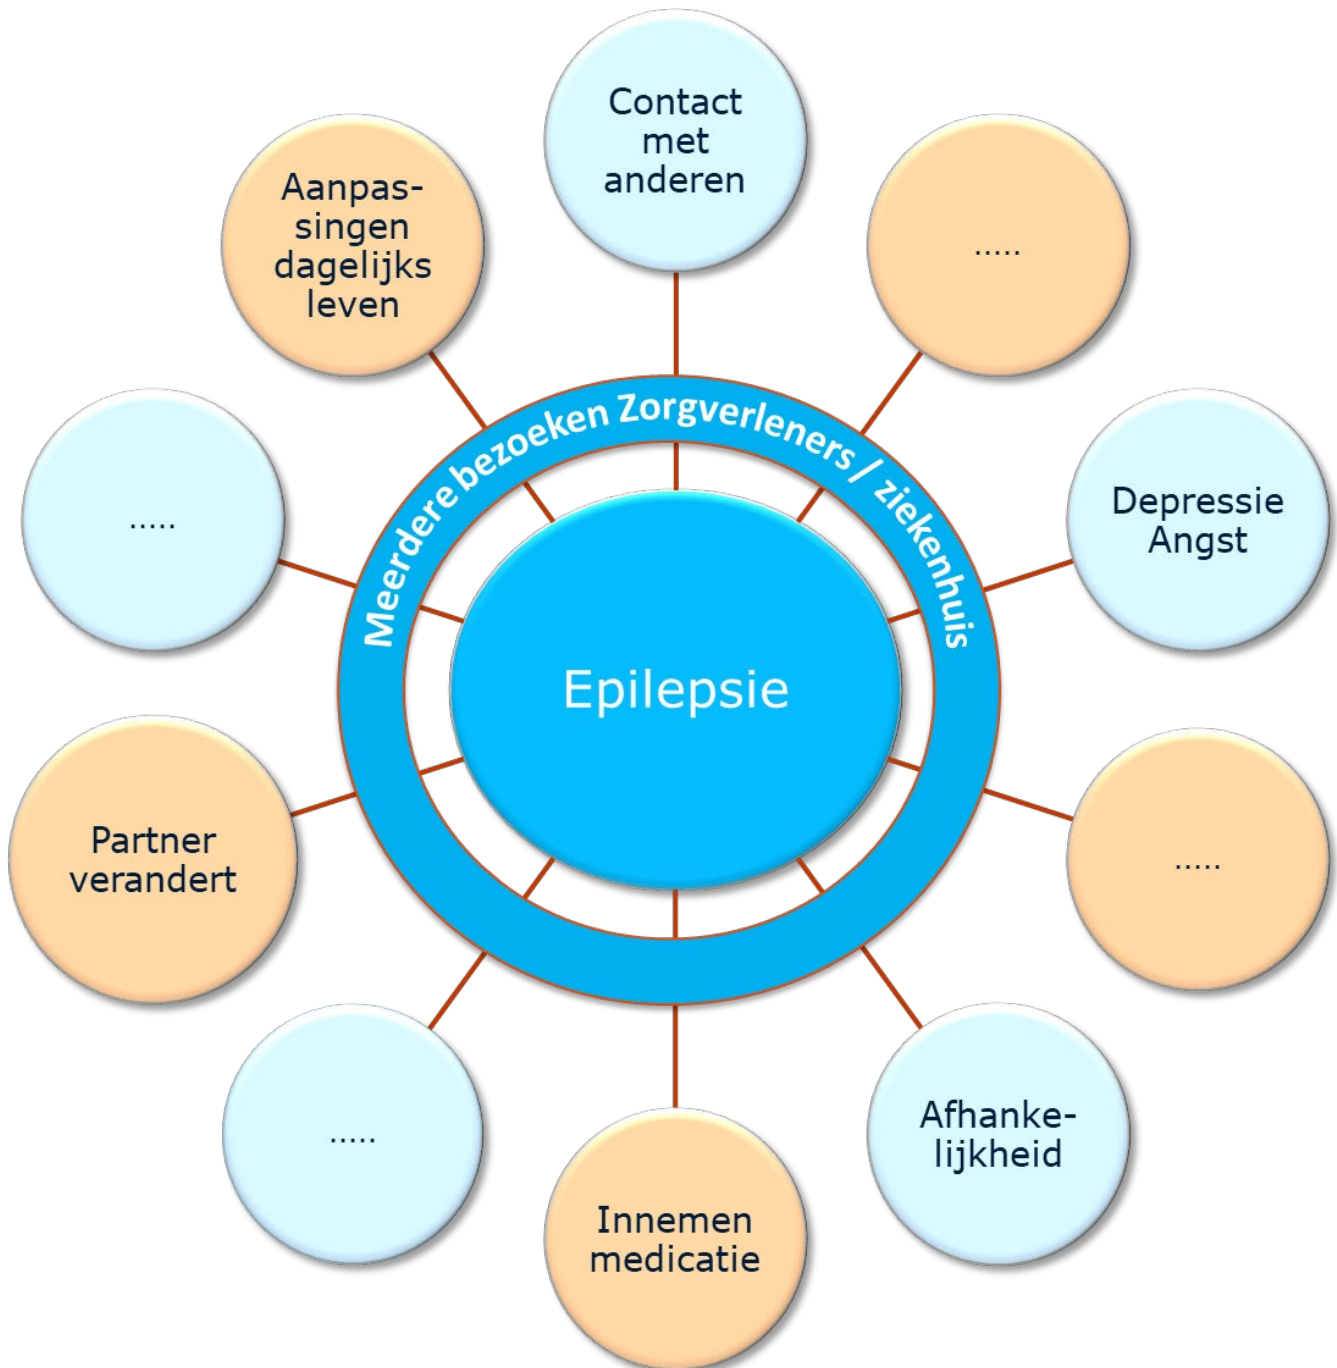 Contact
met
anderen
.....
Depressie
Angst
.....
Afhanke-
lijkheid
Innemen
medicatie
.....
Partner
verandert
.....
Aanpas-
singen
dagelijks
leven
Meerdere bezoeken Zorgverleners / ziekenhuis
Epilepsie